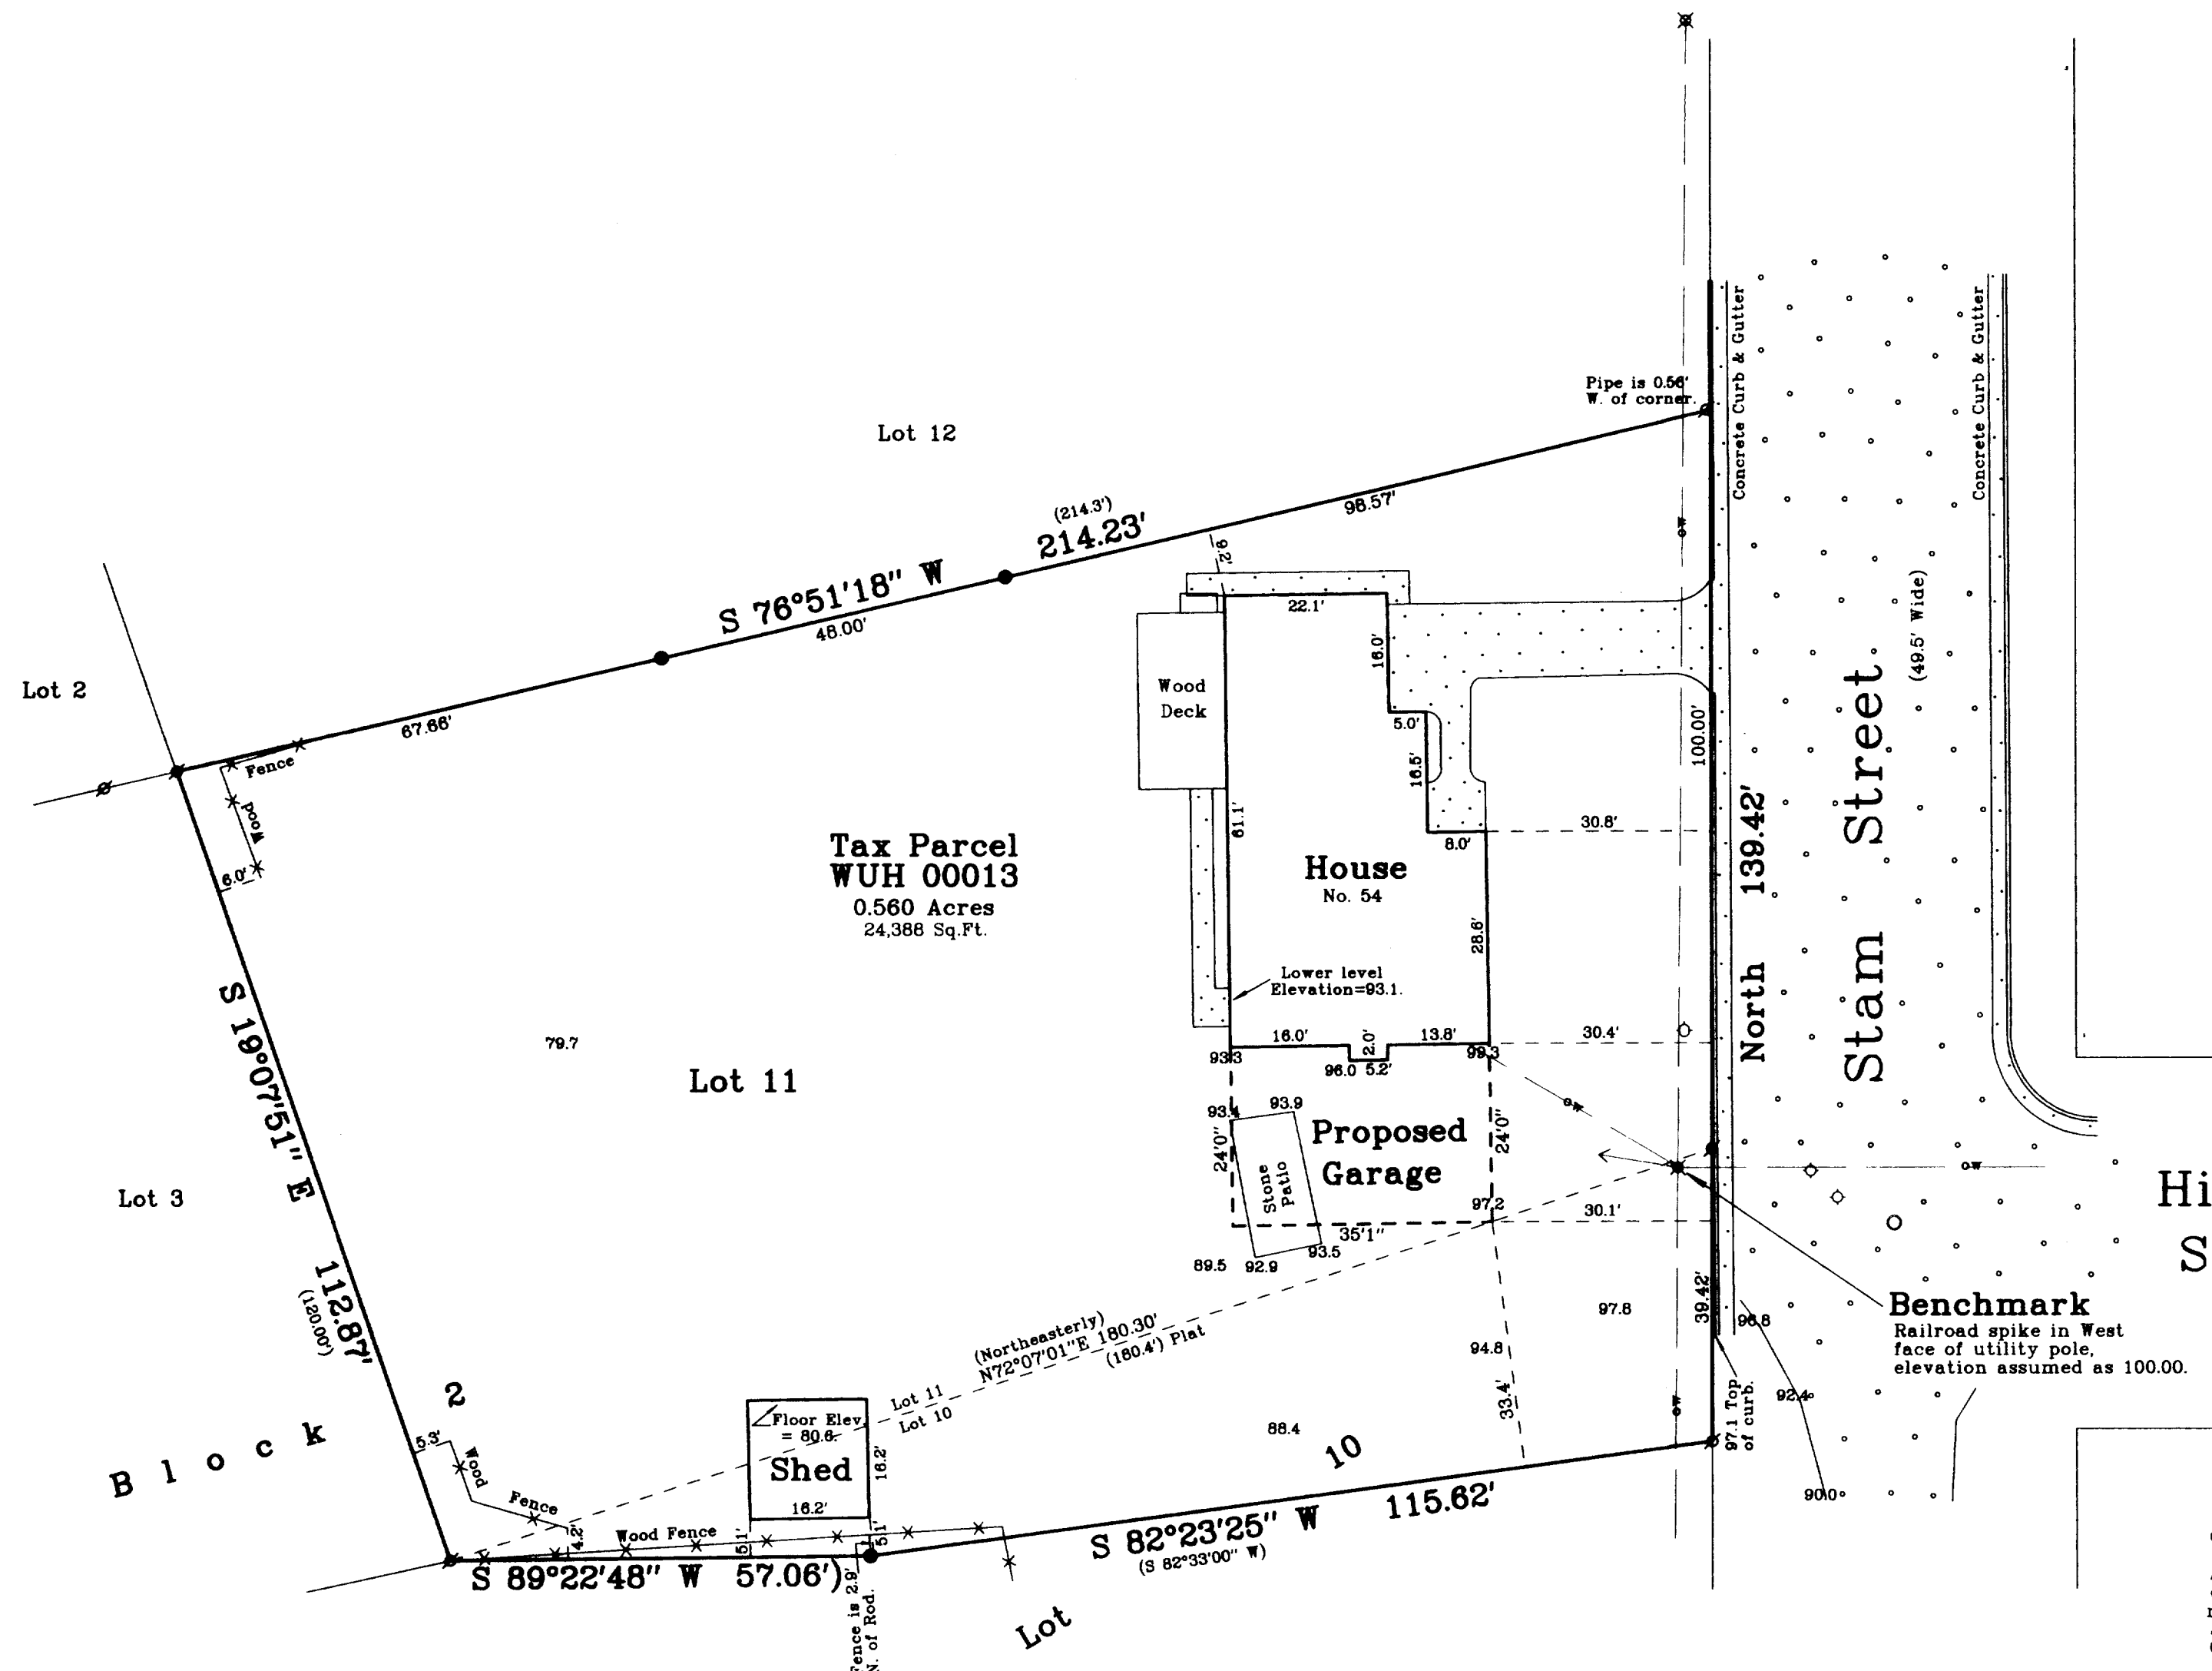 Pipe is 0.56'
W. of corner.
Concrete Curb & Gutter
Concrete Curb & Gutter
Lot 12
(214.3')
214.23'
98.57'
S 76°51'18" W
48.00'
9.2'
22.1'
16.0'
(49.5' Wide)
Lot 2
67.66'
Fence
Wood
6.0'
Wood
Deck
5.0'
16.5'
100.00'
61.1'
30.8'
8.0'
Tax Parcel
WUH 00013
0.560 Acres
24,388 Sq.Ft.
House
No. 54
28.6'
North 139.42'
Stam Street
Lower level
Elevation=93.1.
S 19°07'51" E 112.87'
(120.00')
79.7
Lot 11
16.0'
2.0'
13.8'
30.4'
93.3
96.0
5.2'
99.3
93.4
93.9
24'0"
Proposed
Garage
24'0"
Stone
Patio
97.2
30.1'
35'1"
89.5
92.9
93.5
Lot 3
Hi
S
39.42'
97.8
96.8
Benchmark
Railroad spike in West
face of utility pole,
elevation assumed as 100.00.
(Northeasterly)
N72°07'01"E 180.30'
(180.4') Plat
94.8
33.4'
92.4
97.1 Top
of curb.
Lot 11
Lot 10
2
Block
5.3'
Wood
Fence
4.2'
Floor Elev.
= 80.6.
Shed
16.2'
16.2'
88.4
10
90.0
Wood Fence
5.1'
5.1'
S 89°22'48" W 57.06')
S 82°23'25" W 115.62'
(S 82°33'00" W)
Fence is 2.9'
N. of Rod.
Lot